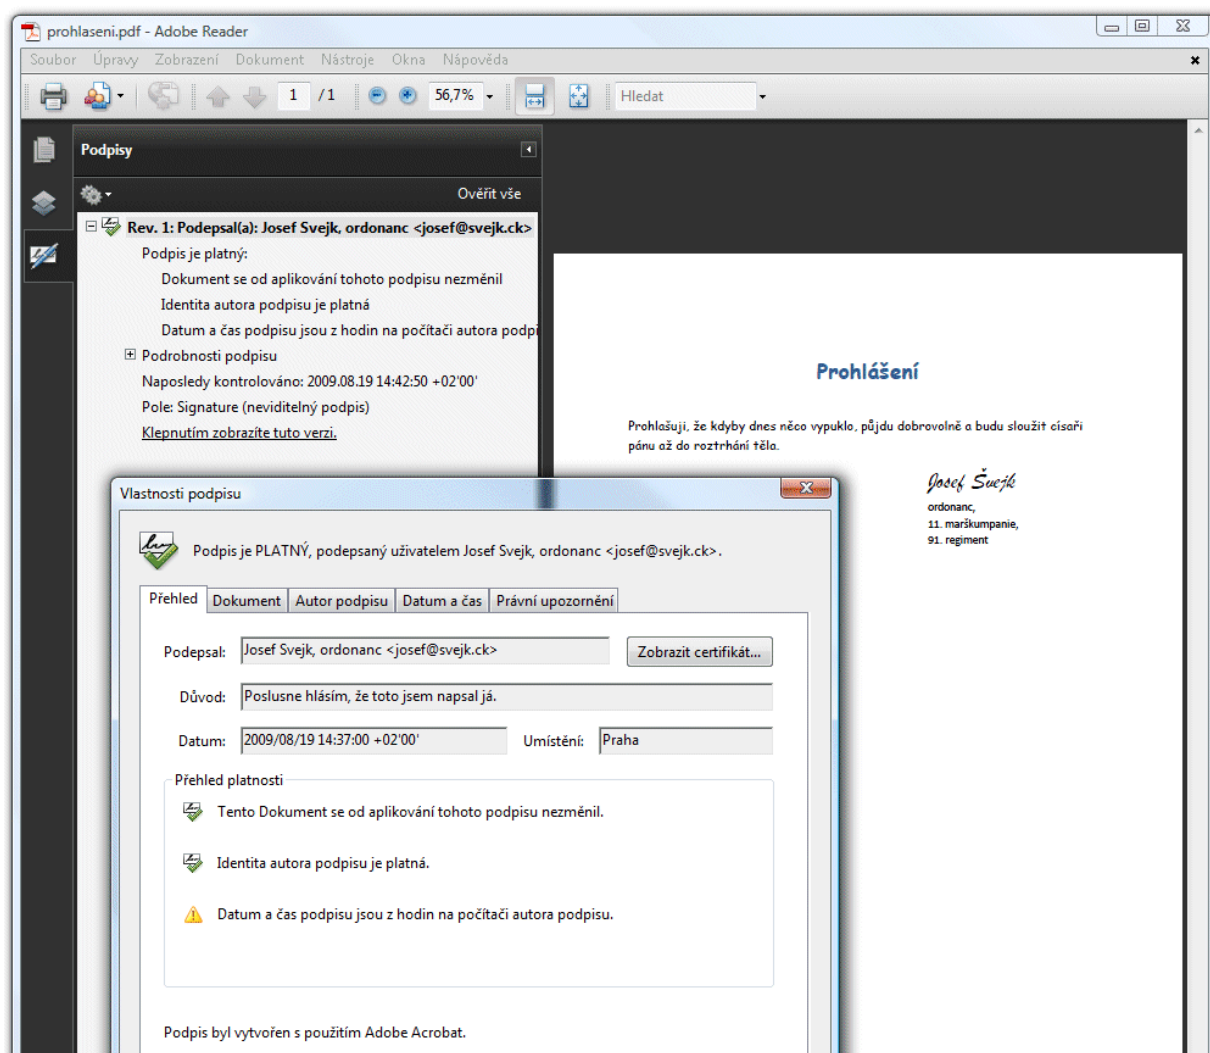 prohlaseni.pdf - Adobe Reader
Soubor Úpravy Zobrazení Dokument Nástroje Okna Nápověda
1 / 1 56,7% Hledat
Podpisy
Ověřit vše
Rev. 1: Podepsal(a): Josef Svejk, ordonanc <josef@svejk.ck>
Podpis je platný:
Dokument se od aplikování tohoto podpisu nezměnil
Identita autora podpisu je platná
Datum a čas podpisu jsou z hodin na počítači autora podpi
Podrobnosti podpisu
Naposledy kontrolováno: 2009.08.19 14:42:50 +02'00'
Pole: Signature (neviditelný podpis)
Klepnutím zobrazíte tuto verzi.
Prohlášení
Prohlašuji, že kdyby dnes něco vypuklo, půjdu dobrovolně a budu sloužit císaři
pánu až do roztrhání těla.
Josef Švejk
ordonanc,
11. marškumpanie,
91. regiment
Vlastnosti podpisu
Podpis je PLATNÝ, podepsaný uživatelem Josef Svejk, ordonanc <josef@svejk.ck>.
Přehled Dokument Autor podpisu Datum a čas Právní upozornění
Podepsal: Josef Svejk, ordonanc <josef@svejk.ck> Zobrazit certifikát...
Důvod: Poslusne hlásím, že toto jsem napsal já.
Datum: 2009/08/19 14:37:00 +02'00' Umístění: Praha
Přehled platnosti
Tento Dokument se od aplikování tohoto podpisu nezměnil.
Identita autora podpisu je platná.
Datum a čas podpisu jsou z hodin na počítači autora podpisu.
Podpis byl vytvořen s použitím Adobe Acrobat.